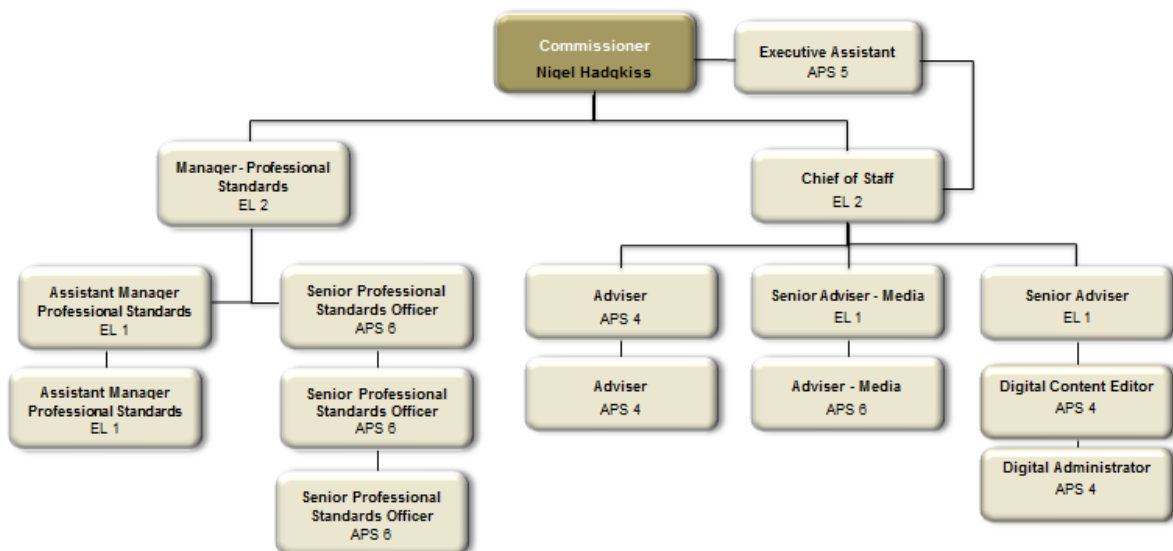 Commissioner
Nigel Hadgkiss
Executive Assistant
APS 5
Manager - Professional
Standards
EL 2
Chief of Staff
EL 2
Assistant Manager
Professional Standards
EL 1
Senior Professional
Standards Officer
APS 6
Adviser
APS 4
Senior Adviser - Media
EL 1
Senior Adviser
EL 1
Assistant Manager
Professional Standards
EL 1
Senior Professional
Standards Officer
APS 6
Adviser
APS 4
Adviser - Media
APS 6
Digital Content Editor
APS 4
Senior Professional
Standards Officer
APS 6
Digital Administrator
APS 4